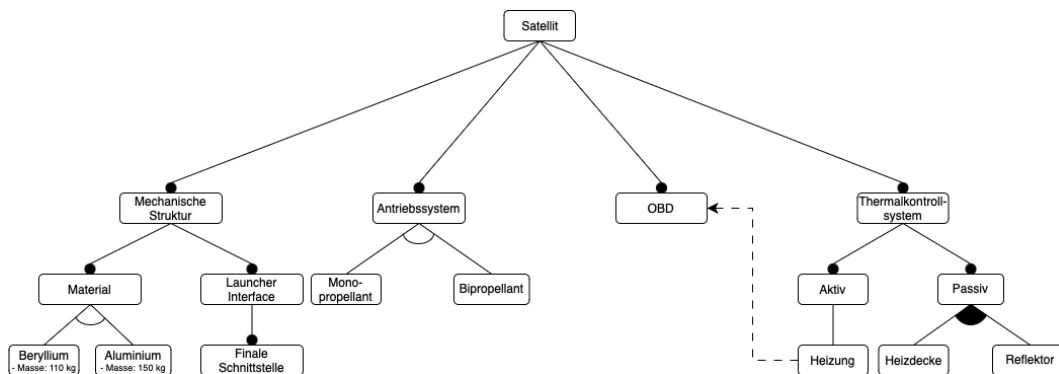 Satellit
Mechanische
Struktur
Antriebssystem
OBD
Thermalkontroll-
system
Material
Launcher
Interface
Mono-
propellant
Bipropellant
Aktiv
Passiv
Beryllium
- Masse: 110 kg
Aluminium
- Masse: 150 kg
Finale
Schnittstelle
Heizung
Heizdecke
Reflektor